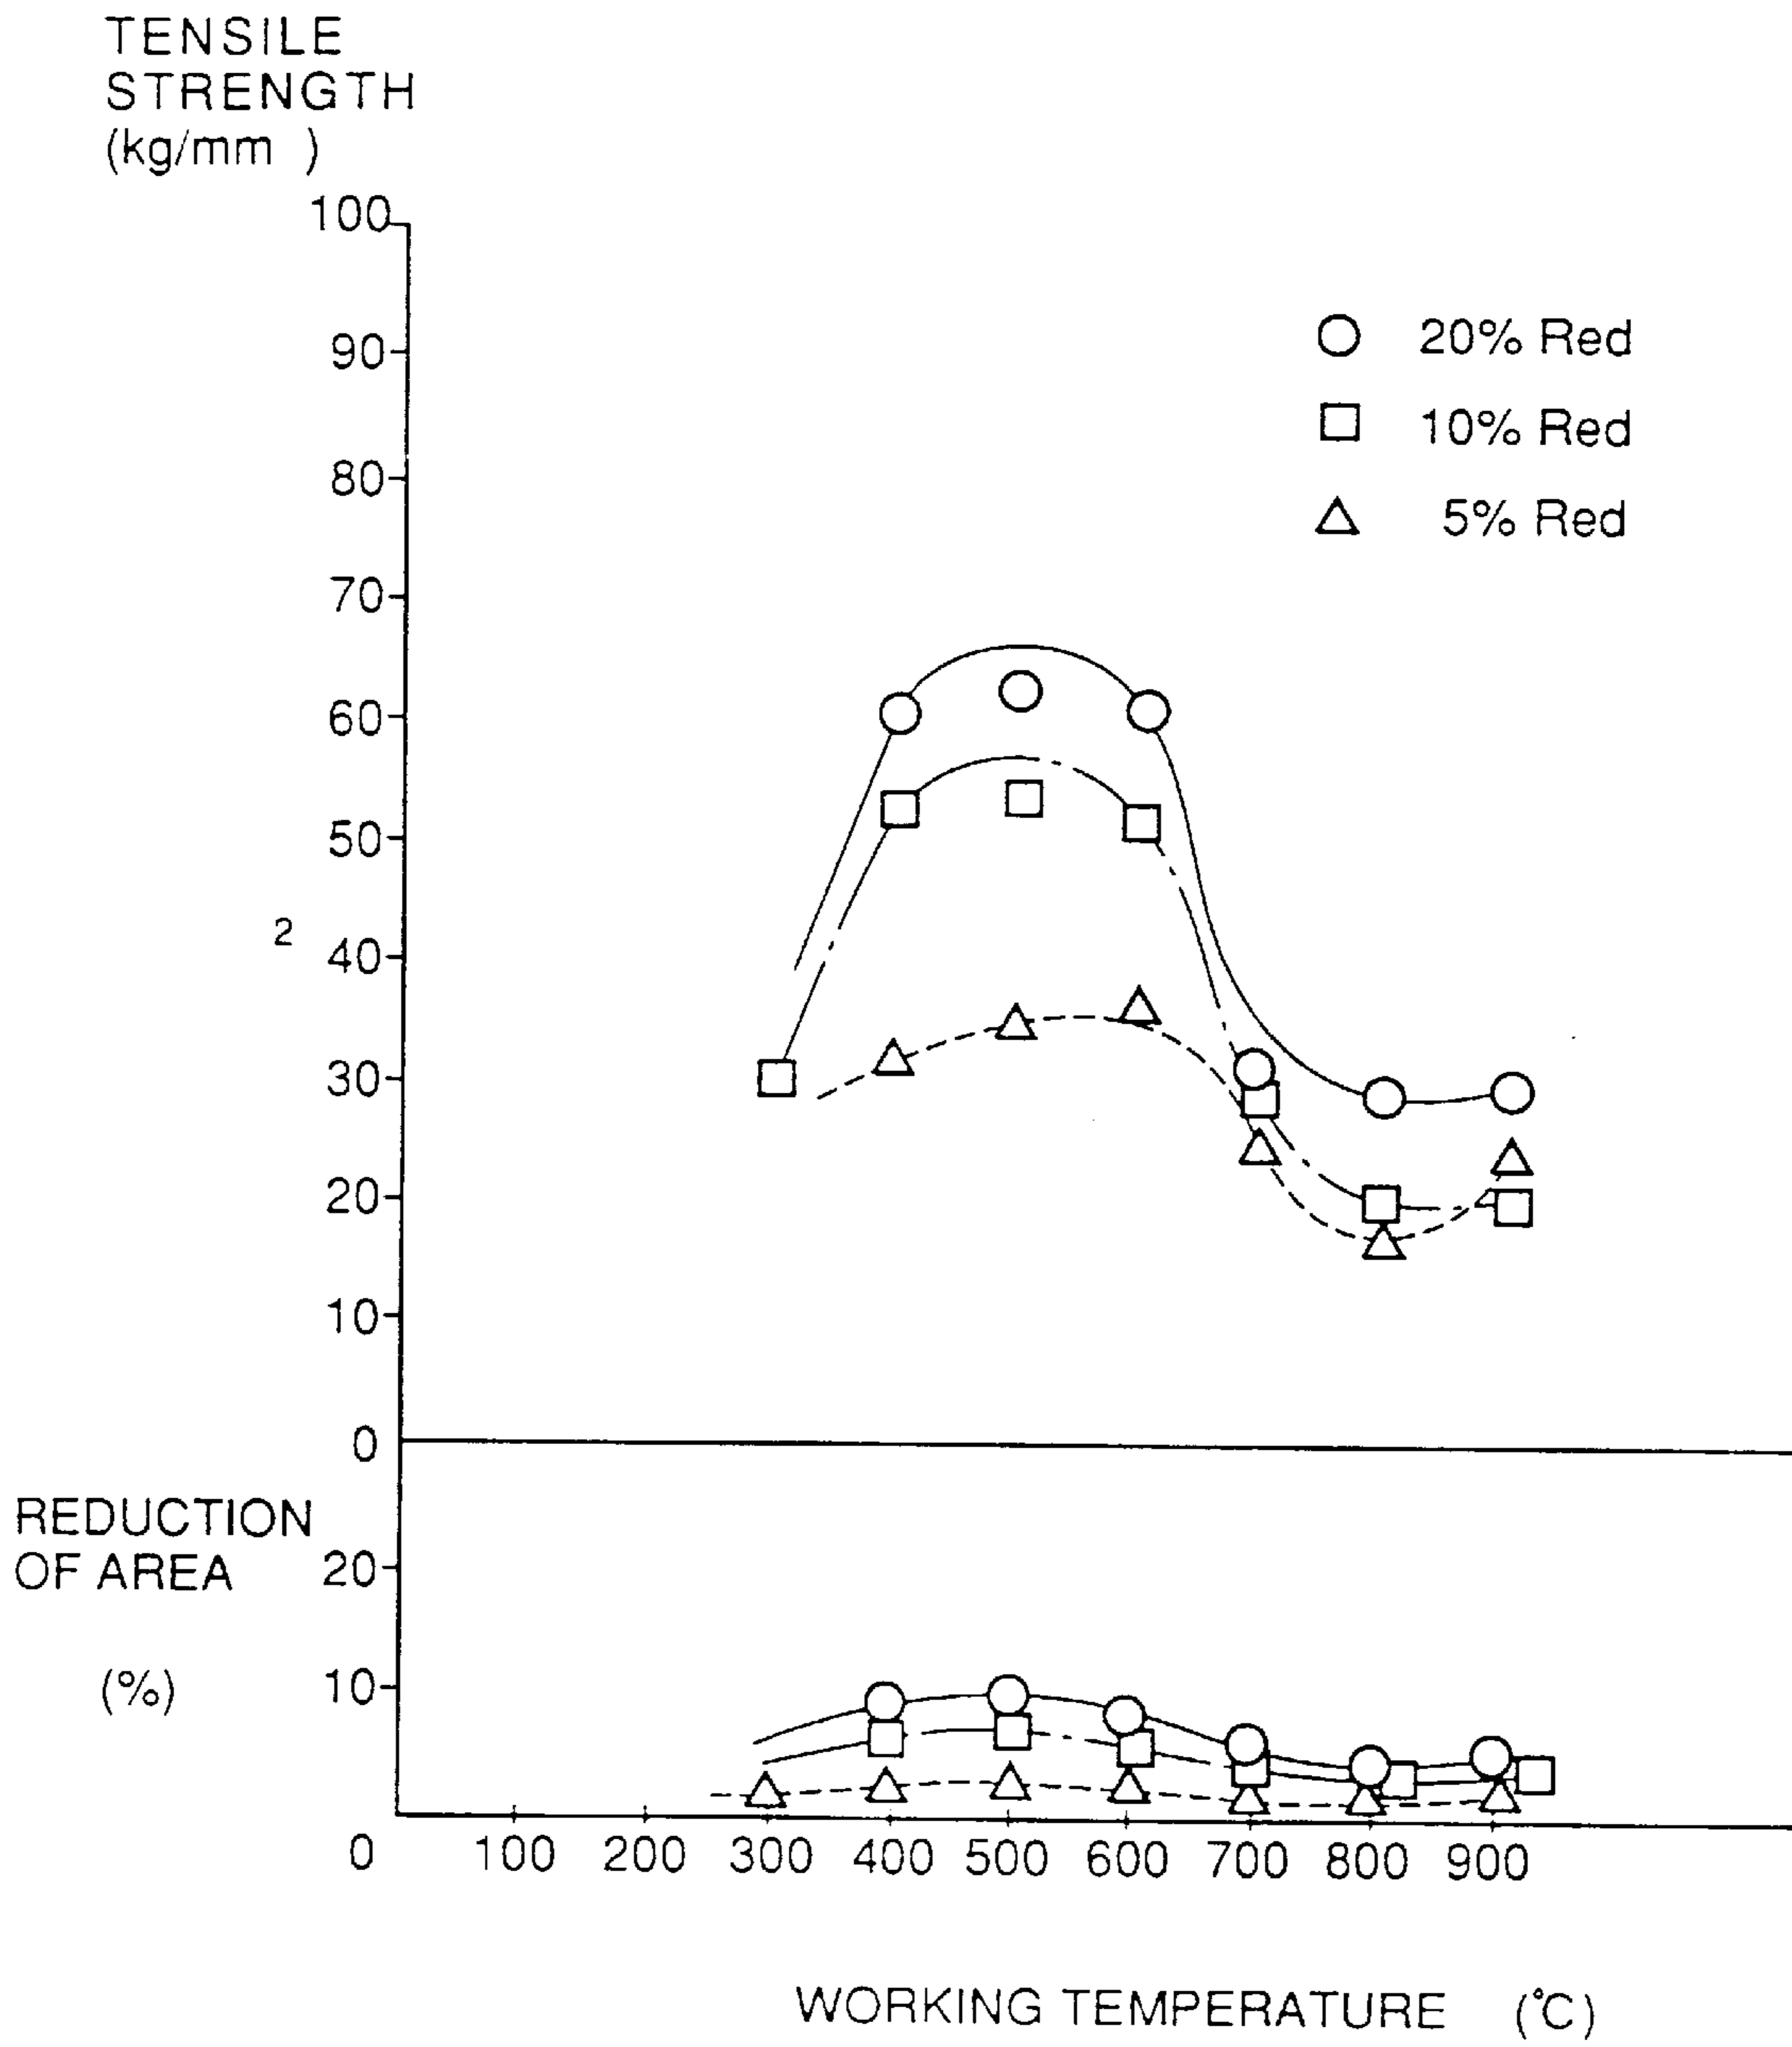 TENSILE
STRENGTH
(kg/mm )
100
90
80
70
60
50
2
40
30
20
10
0
20% Red
10% Red
5% Red
REDUCTION
OF AREA
(%)
20
10
0 100 200 300 400 500 600 700 800 900
WORKING TEMPERATURE (°C)